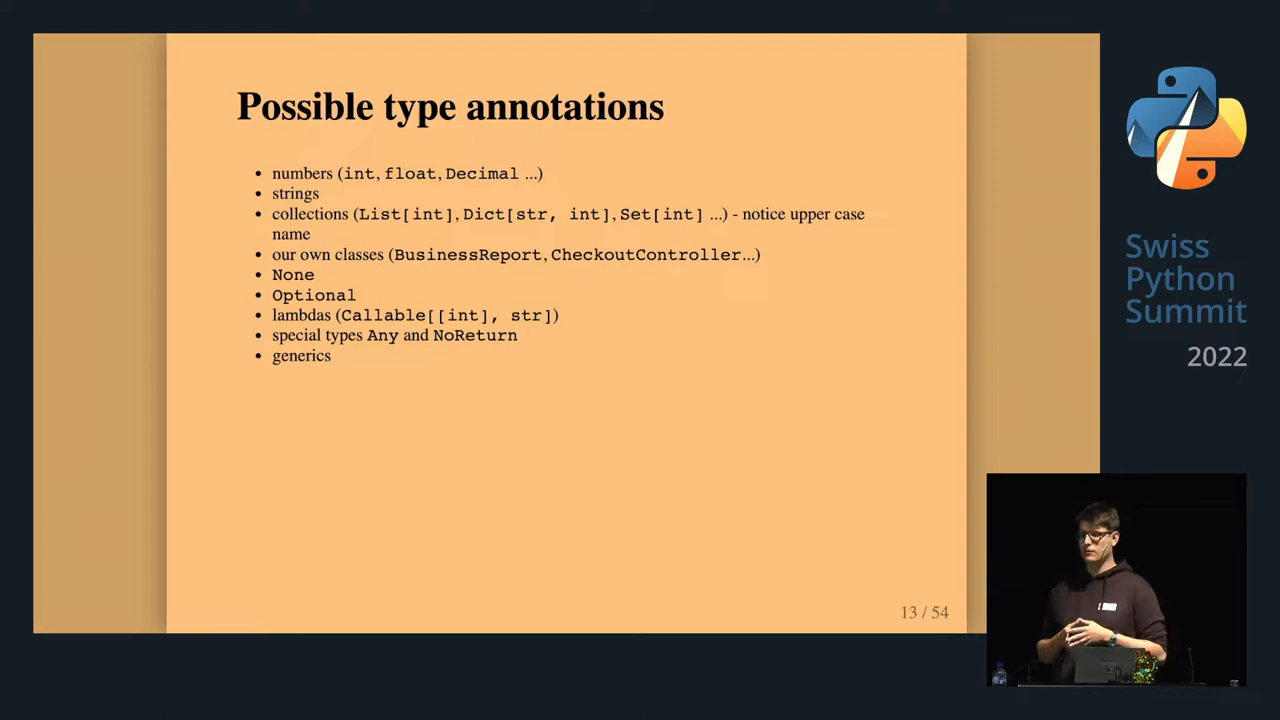 Possible type annotations
• numbers (int, float, Decimal ...)
• strings
• collections (List[int], Dict[str, int], Set[int] ...) - notice upper case
name
• our own classes (BusinessReport, CheckoutController...)
• None
• Optional
• lambdas (Callable[[int], str])
• special types Any and NoReturn
• generics
13 / 54
Swiss
Python
Summit
2022